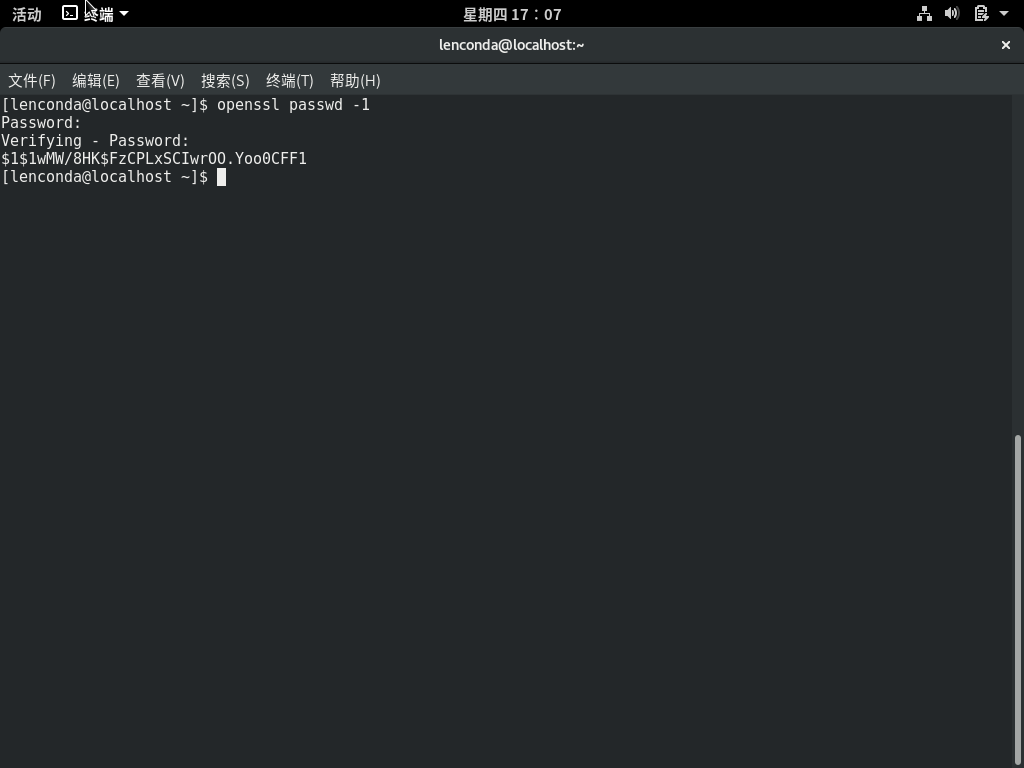 活动 终端 星期四 17：07
lenconda@localhost:~
文件(F) 编辑(E) 查看(V) 搜索(S) 终端(T) 帮助(H)
[lenconda@localhost ~]$ openssl passwd -1
Password:
Verifying - Password:
$1$1wMW/8HK$FzCPLxSCIwrOO.Yoo0CFF1
[lenconda@localhost ~]$